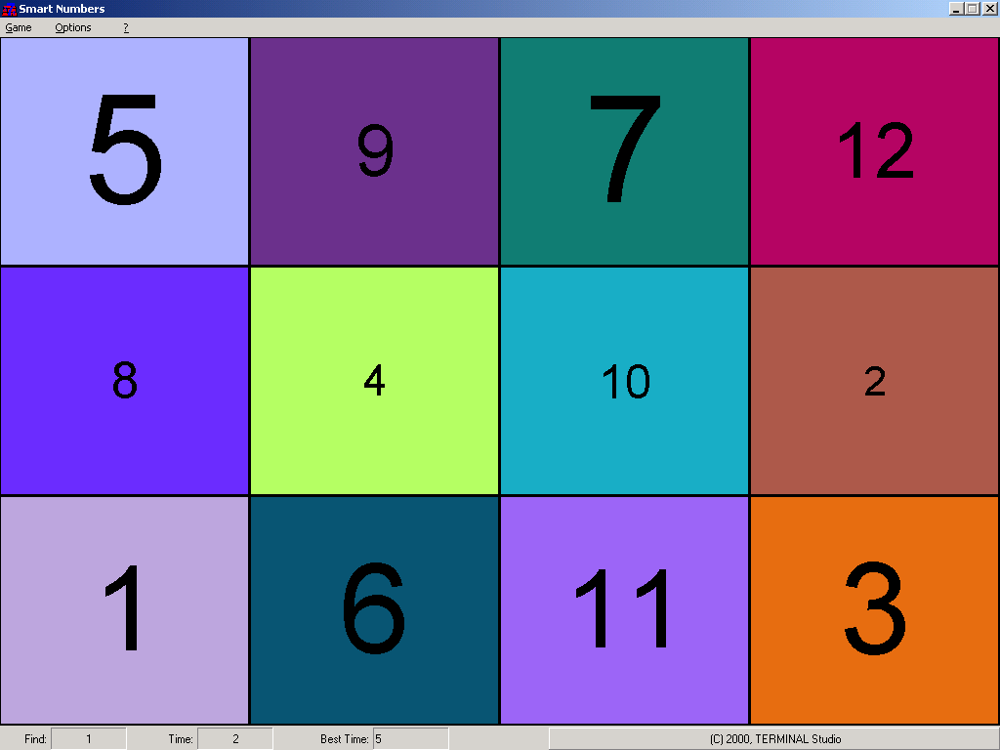 Smart Numbers
Game Options ?
5 9 7 12
8 4 10 2
1 6 11 3
Find: 1 Time: 2 Best Time: 5 (C) 2000, TERMINAL Studio